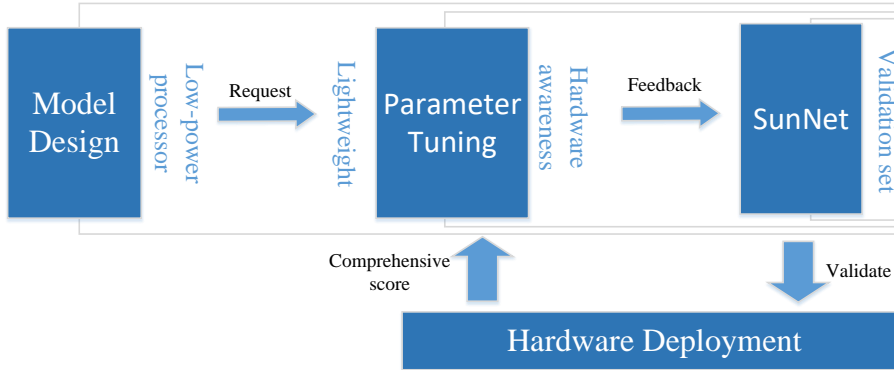 Model
Design
Low-power
processor
Request
Lightweight
Parameter
Tuning
Hardware
awareness
Feedback
SunNet
Validation set
Comprehensive
score
Validate
Hardware Deployment